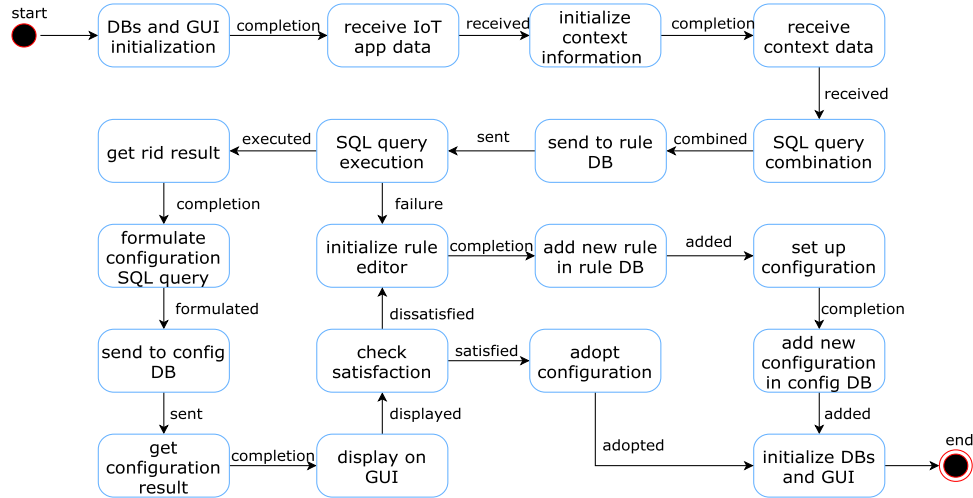 start
DBs and GUI
initialization
completion
receive IoT
app data
received
initialize
context
information
completion
receive
context data
received
get rid result
executed
SQL query
execution
sent
send to rule
DB
combined
SQL query
combination
completion
failure
formulate
configuration
SQL query
initialize rule
editor
completion
add new rule
in rule DB
added
set up
configuration
formulated
dissatisfied
completion
send to config
DB
check
satisfaction
satisfied
adopt
configuration
add new
configuration
in config DB
sent
displayed
adopted
added
get
configuration
result
completion
display on
GUI
initialize DBs
and GUI
end